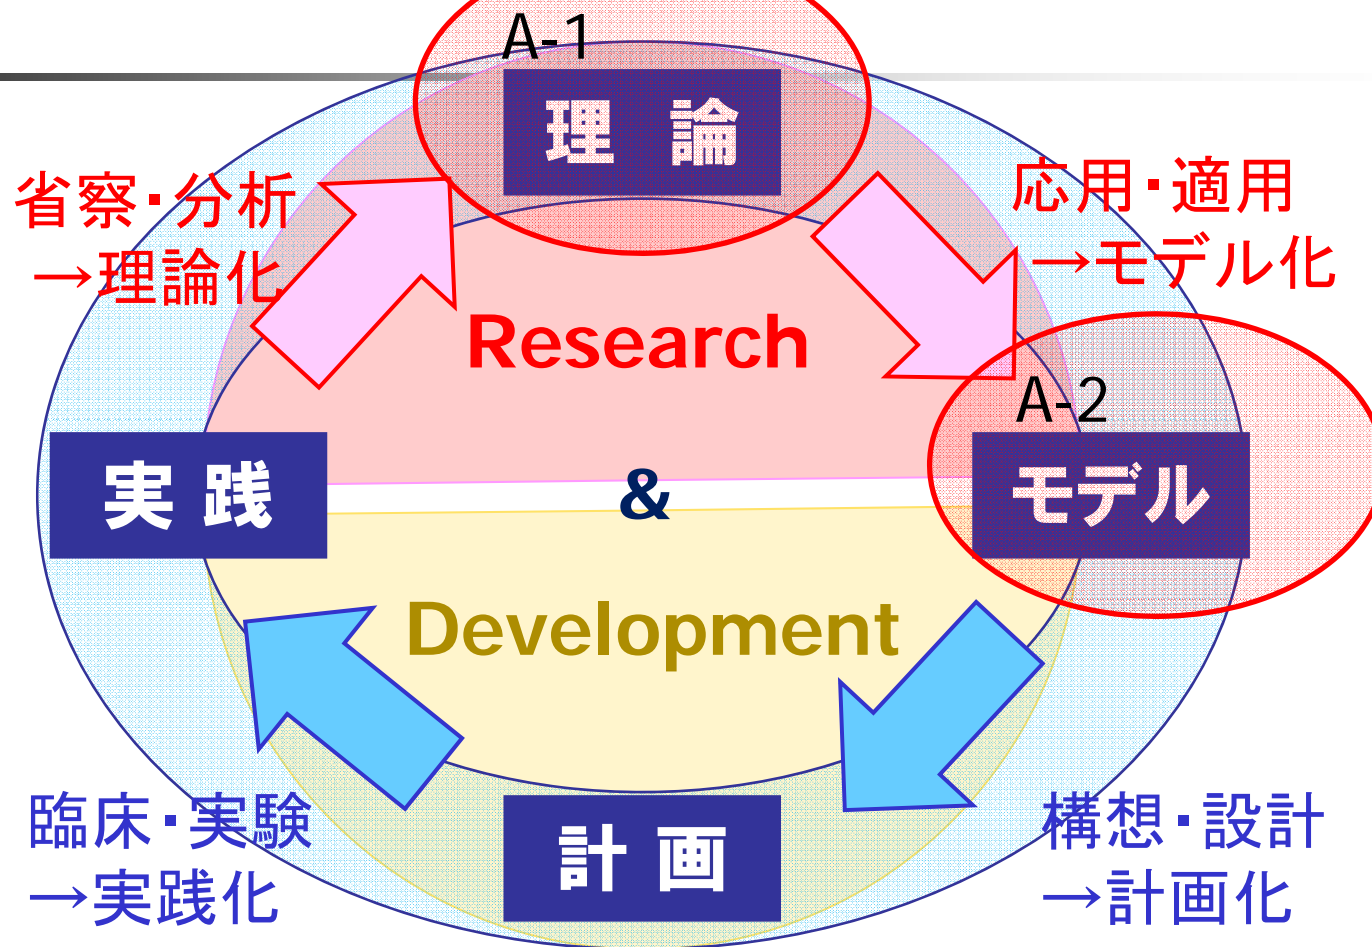 A-1
理 論
省察・分析
→理論化
応用・適用
→モデル化
Research
A-2
実 践
&
モデル
Development
臨床・実験
→実践化
計 画
構想・設計
→計画化